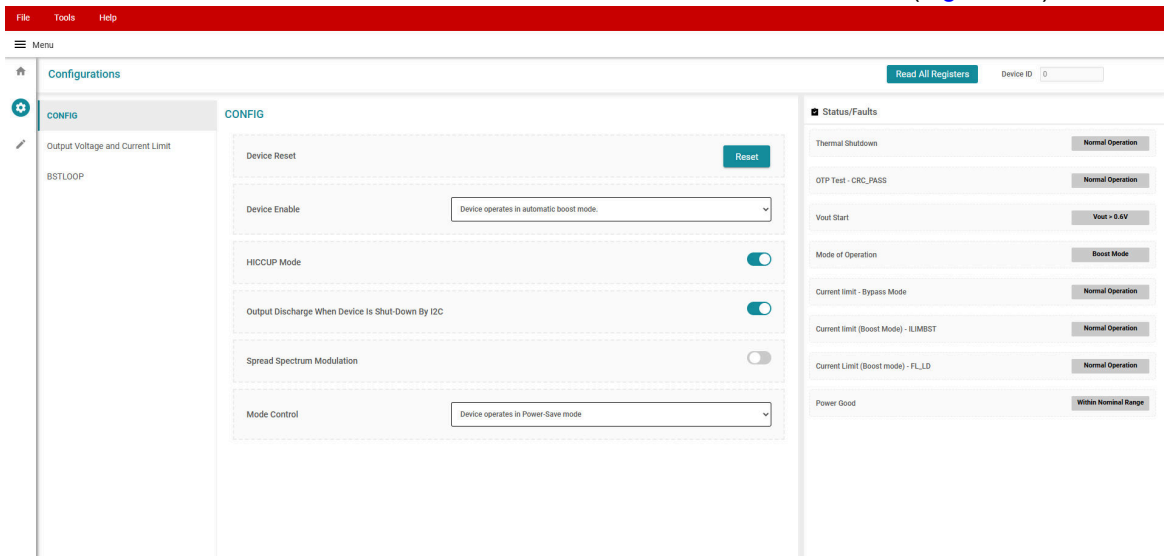 File Tools Help
Menu
Configurations Read All Registers Device ID 0
CONFIG
Output Voltage and Current Limit
BSTLOOP
CONFIG
Device Reset Reset
Device Enable Device operates in automatic boost mode.
HICCUP Mode
Output Discharge When Device Is Shut-Down By I2C
Spread Spectrum Modulation
Mode Control Device operates in Power-Save mode
Status/Faults
Thermal Shutdown Normal Operation
OTP Test - CRC_PASS Normal Operation
Vout Start Vout > 0.6V
Mode of Operation Boost Mode
Current limit - Bypass Mode Normal Operation
Current limit (Boost Mode) - ILIMBST Normal Operation
Current Limit (Boost mode) - FL_LD Normal Operation
Power Good Within Nominal Range